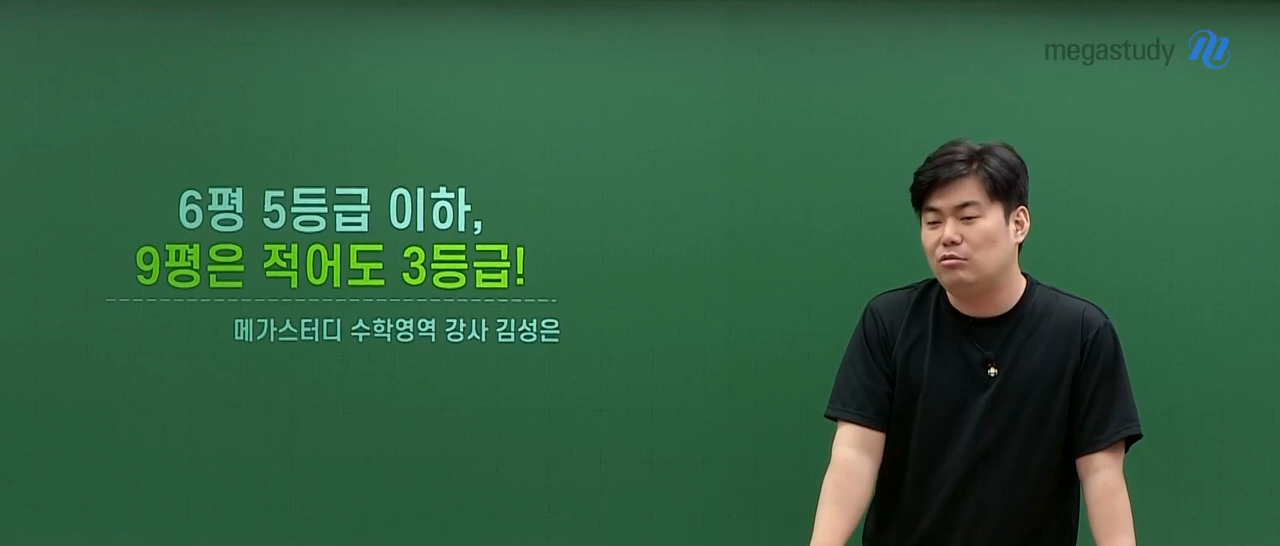 megastudy
6평 5등급 이하,
9평은 적어도 3등급!
메가스터디 수학영역 강사 김성은